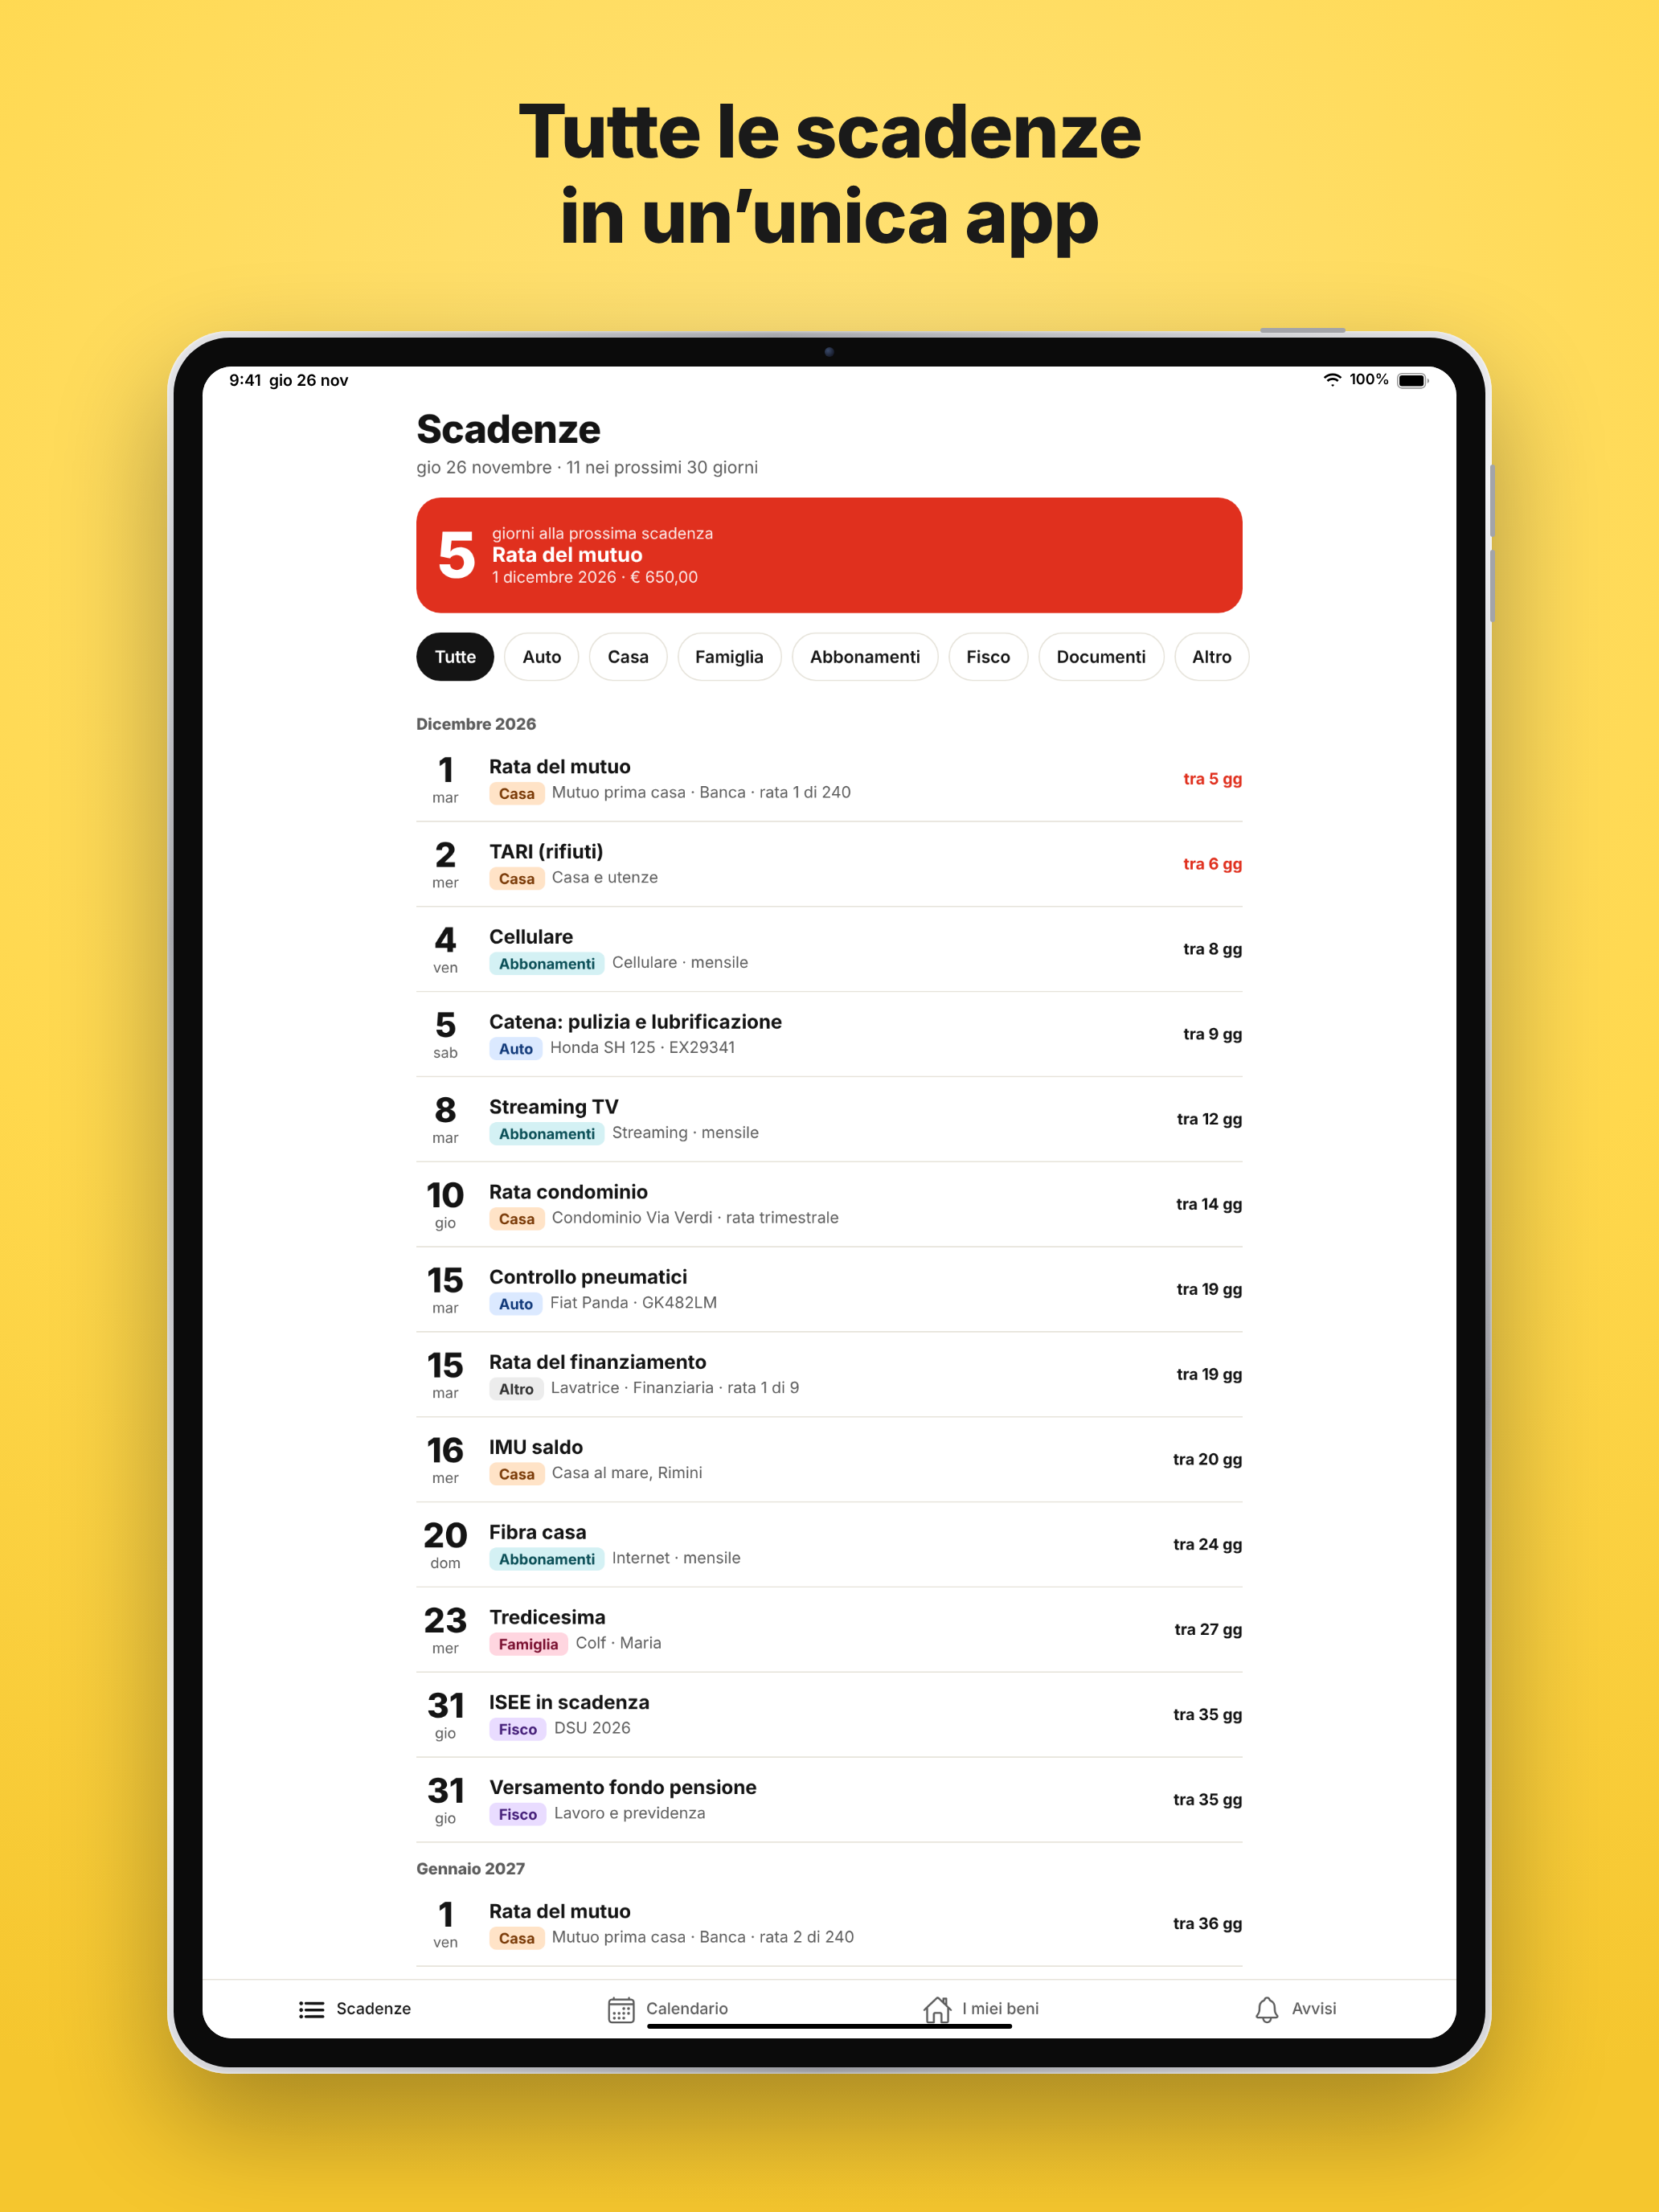 Tutte le scadenze
in un’unica app
9:41 gio 26 nov
100%
Scadenze
gio 26 novembre · 11 nei prossimi 30 giorni
5
giorni alla prossima scadenza
Rata del mutuo
1 dicembre 2026 · € 650,00
Tutte Auto Casa Famiglia Abbonamenti Fisco Documenti Altro
Dicembre 2026
1 mar
Rata del mutuo
Casa Mutuo prima casa · Banca · rata 1 di 240
tra 5 gg
2 mer
TARI (rifiuti)
Casa Casa e utenze
tra 6 gg
4 ven
Cellulare
Abbonamenti Cellulare · mensile
tra 8 gg
5 sab
Catena: pulizia e lubrificazione
Auto Honda SH 125 · EX29341
tra 9 gg
8 mar
Streaming TV
Abbonamenti Streaming · mensile
tra 12 gg
10 gio
Rata condominio
Casa Condominio Via Verdi · rata trimestrale
tra 14 gg
15 mar
Controllo pneumatici
Auto Fiat Panda · GK482LM
tra 19 gg
15 mar
Rata del finanziamento
Altro Lavatrice · Finanziaria · rata 1 di 9
tra 19 gg
16 mer
IMU saldo
Casa Casa al mare, Rimini
tra 20 gg
20 dom
Fibra casa
Abbonamenti Internet · mensile
tra 24 gg
23 mer
Tredicesima
Famiglia Colf · Maria
tra 27 gg
31 gio
ISEE in scadenza
Fisco DSU 2026
tra 35 gg
31 gio
Versamento fondo pensione
Fisco Lavoro e previdenza
tra 35 gg
Gennaio 2027
1 ven
Rata del mutuo
Casa Mutuo prima casa · Banca · rata 2 di 240
tra 36 gg
Scadenze Calendario I miei beni Avvisi